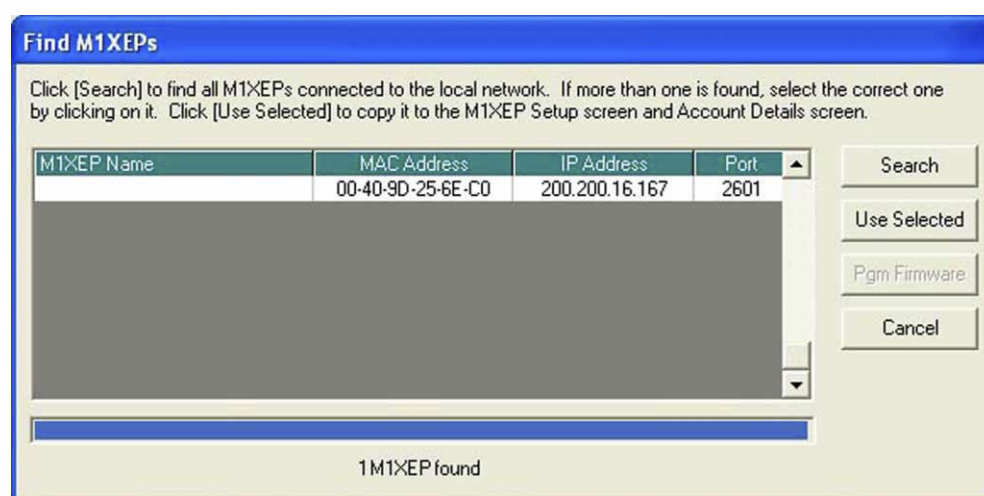 Find M1XEPs
Click [Search] to find all M1XEPs connected to the local network. If more than one is found, select the correct one
by clicking on it. Click [Use Selected] to copy it to the M1XEP Setup screen and Account Details screen.
M1XEP Name MAC Address IP Address Port
00-40-9D-25-6E-C0 200.200.16.167 2601
Search
Use Selected
Pgm Firmware
Cancel
1 M1XEP found